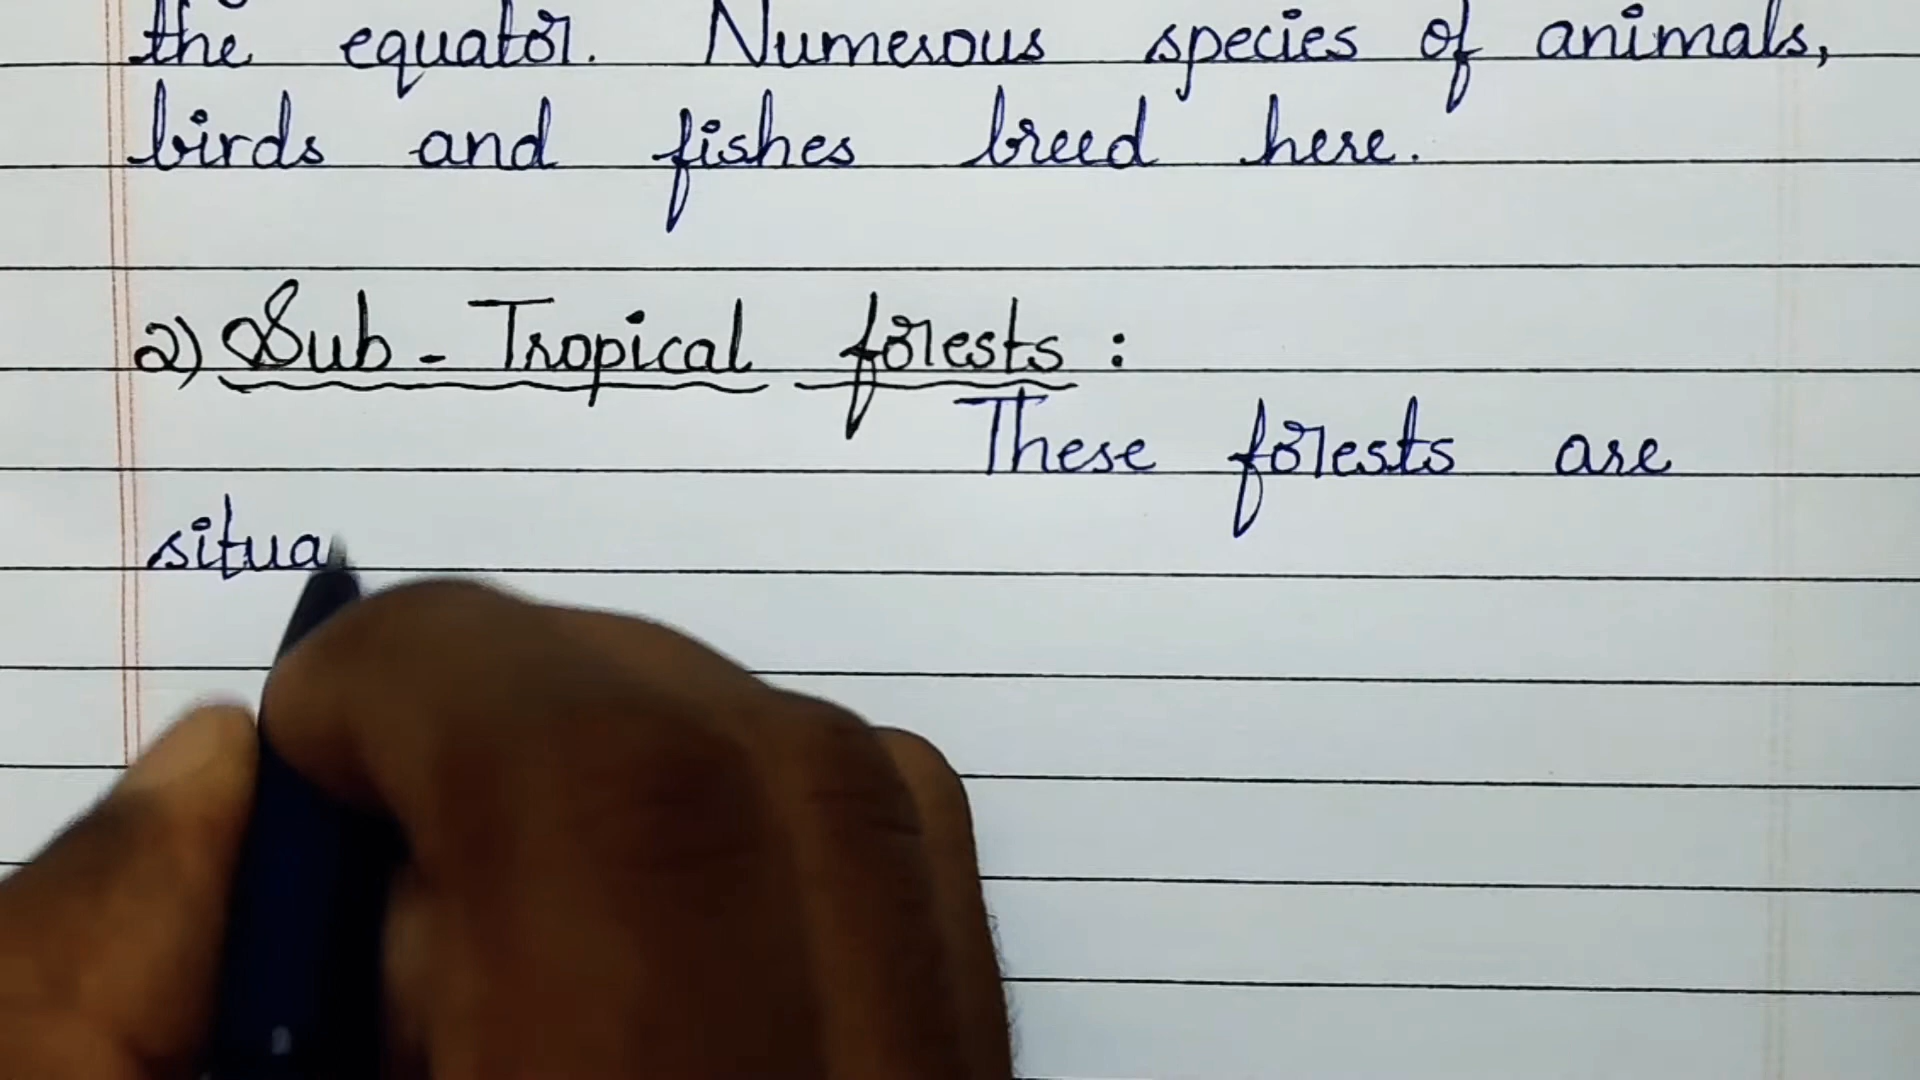 the equator. Numerous species of animals,
birds and fishes breed here.
2) Sub - Tropical forests :
These forests are
situa